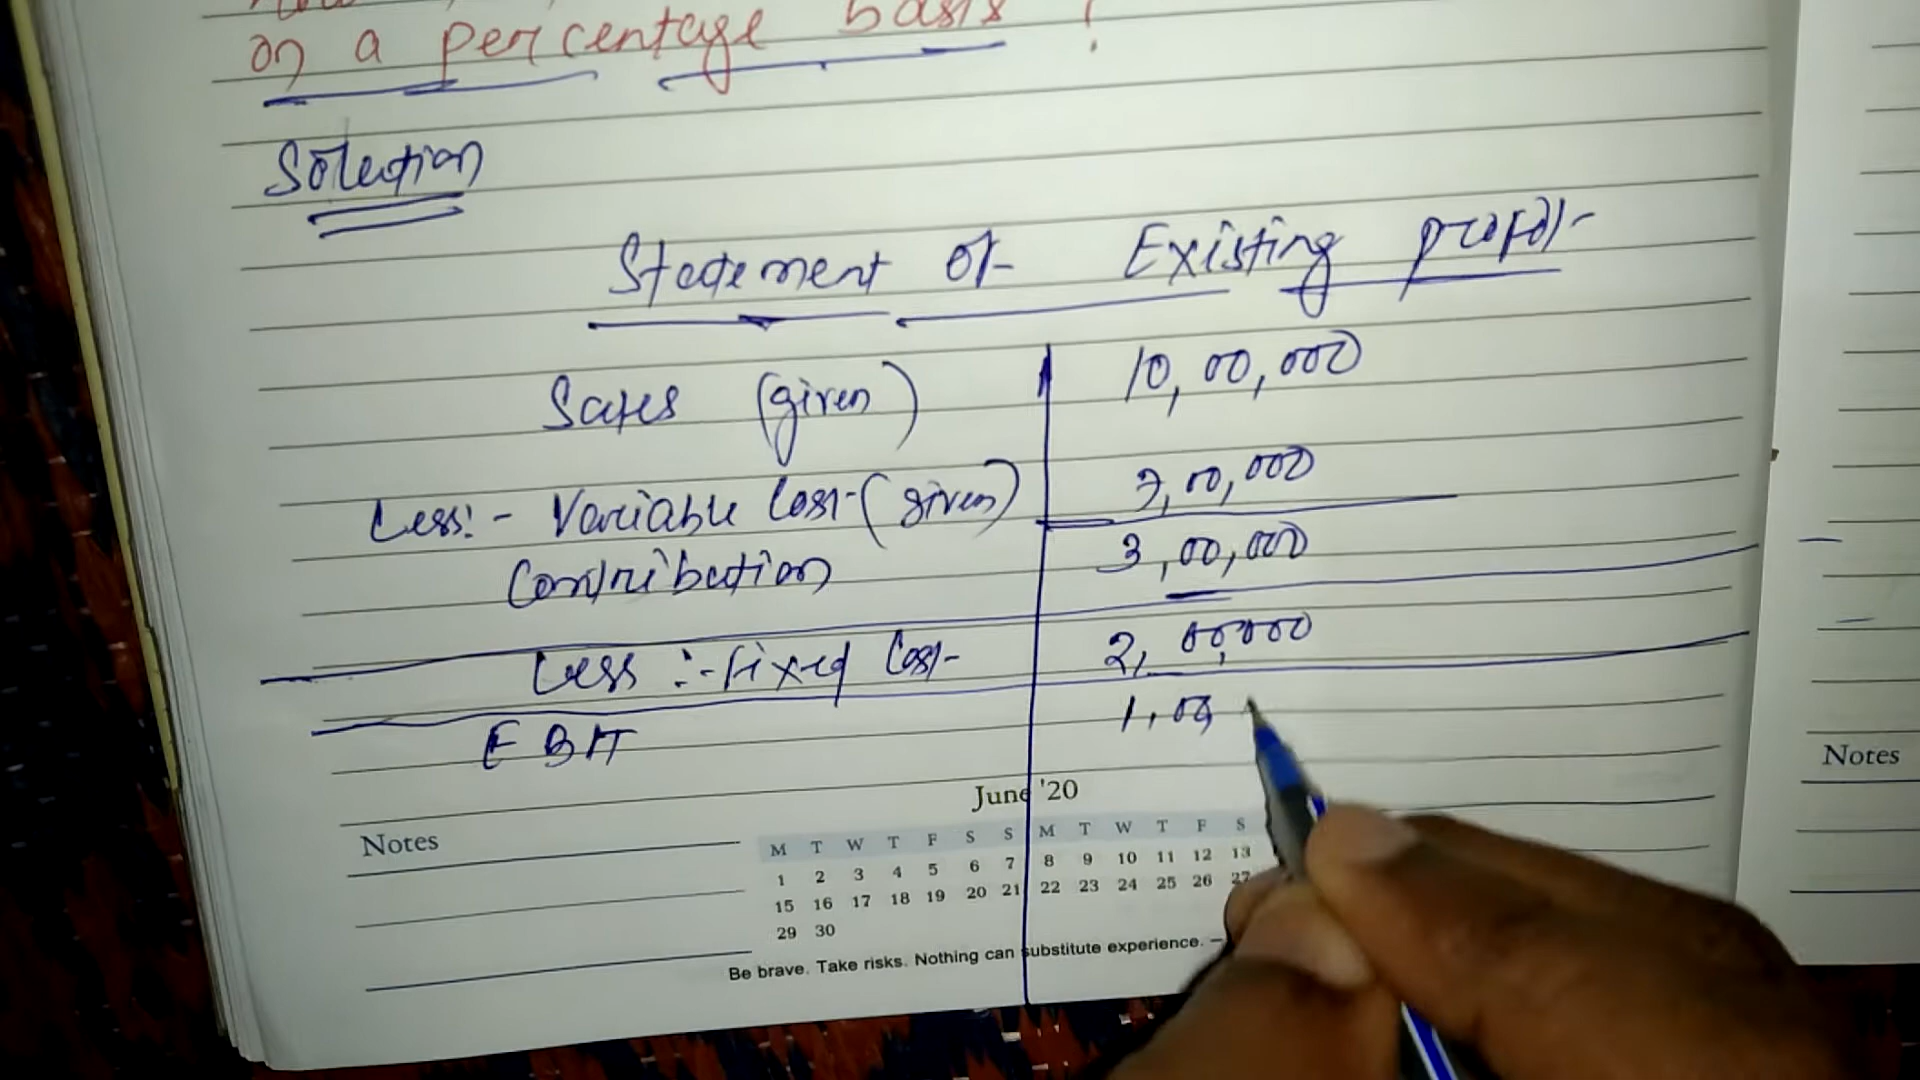 on a percentage basis ?
Solution
Statement of Existing profit
Sales (given) 10,00,000
Less:- Variable Cost (given) 7,00,000
Contribution 3,00,000
Less :- Fixed Cost 2,00,000
EBIT 1,00,
June '20
Notes
M T W T F S S M T W T F S
1 2 3 4 5 6 7 8 9 10 11 12 13
15 16 17 18 19 20 21 22 23 24 25 26 27
29 30
Be brave. Take risks. Nothing can substitute experience. –
Notes